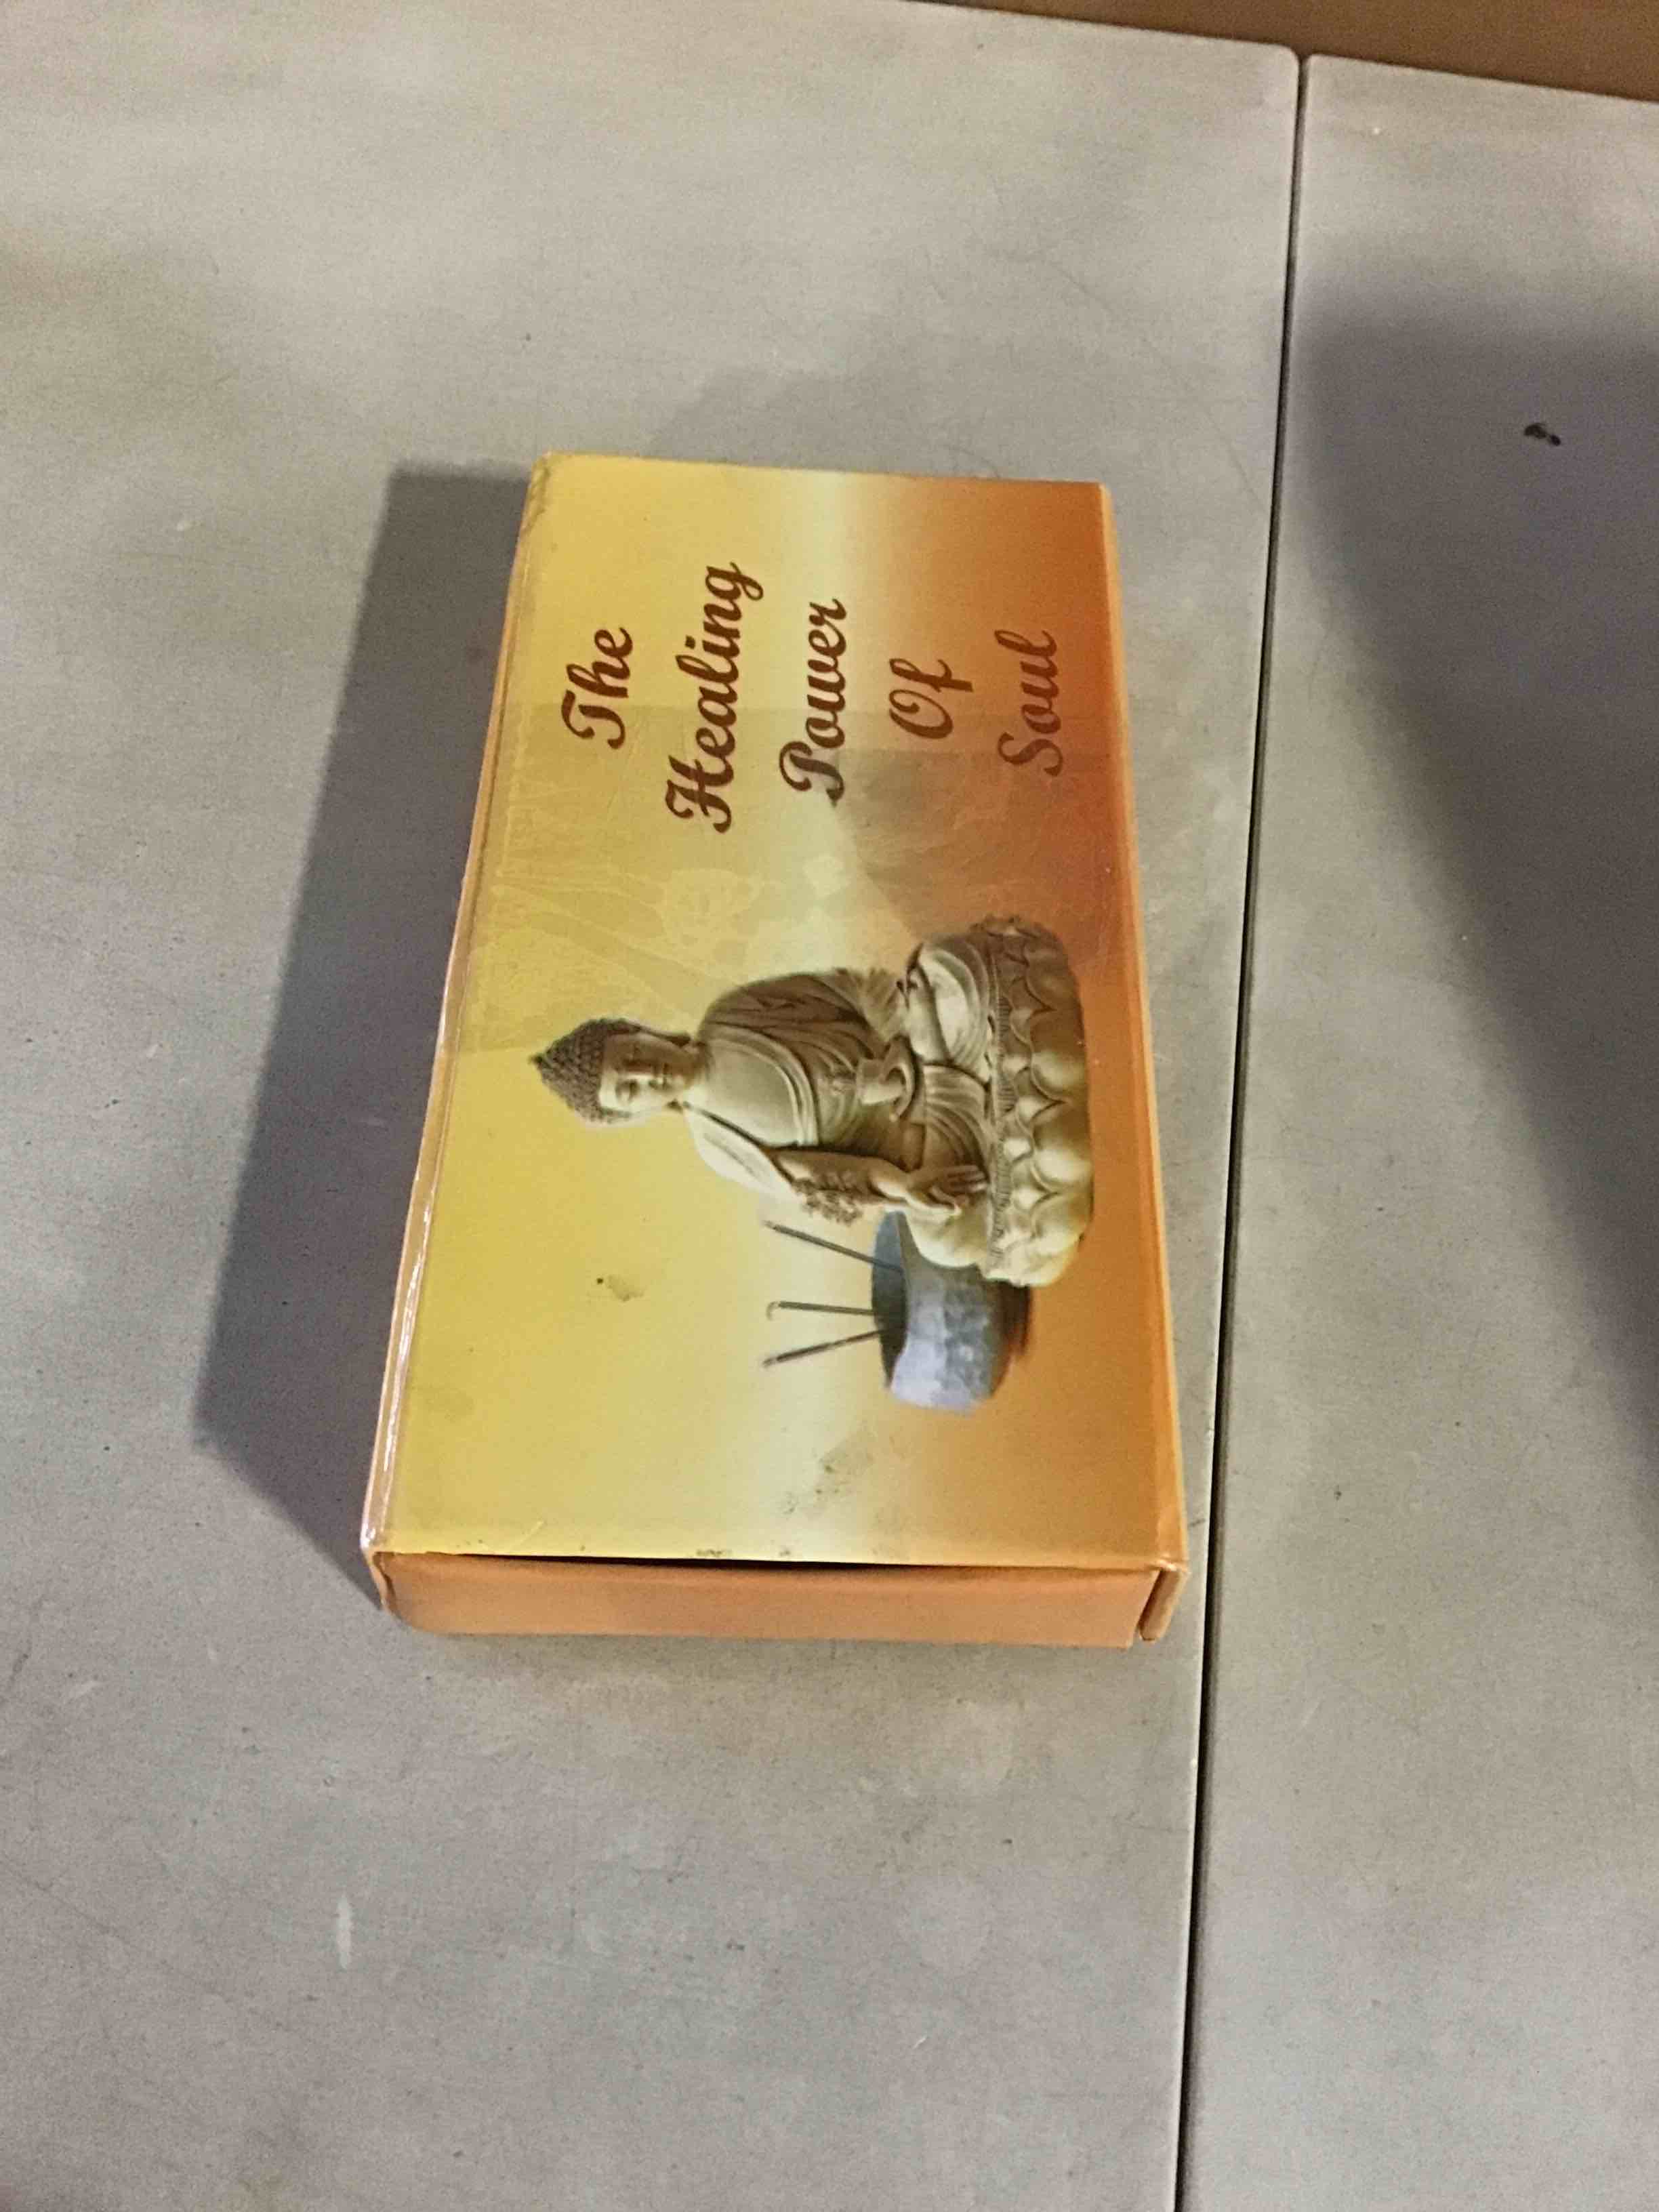 The
Healing
Power
Of
Soul